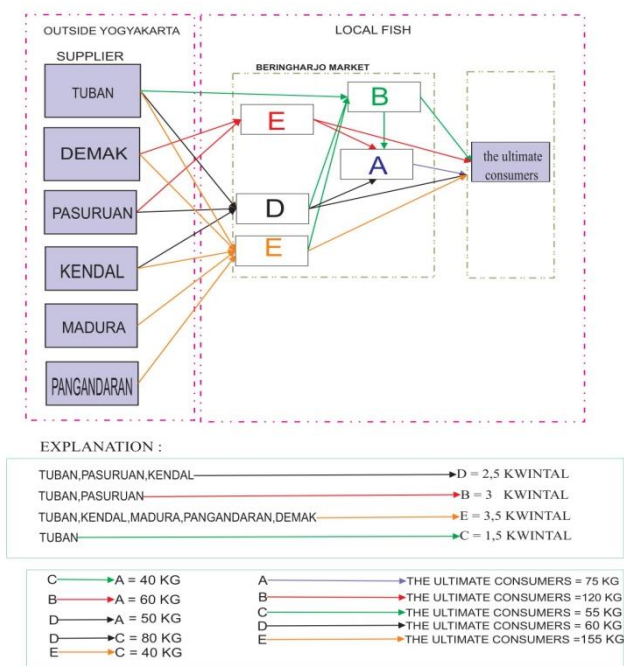 OUTSIDE YOGYAKARTA
LOCAL FISH
SUPPLIER
BERINGHARJO MARKET
TUBAN
DEMAK
PASURUAN
KENDAL
MADURA
PANGANDARAN
B
E
A
D
E
the ultimate
consumers
EXPLANATION :
TUBAN,PASURUAN,KENDAL D = 2,5 KWINTAL
TUBAN,PASURUAN B = 3 KWINTAL
TUBAN,KENDAL,MADURA,PANGANDARAN,DEMAK E = 3,5 KWINTAL
TUBAN C = 1,5 KWINTAL
C A = 40 KG
B A = 60 KG
D A = 50 KG
D C = 80 KG
E C = 40 KG
A THE ULTIMATE CONSUMERS = 75 KG
B THE ULTIMATE CONSUMERS =120 KG
C THE ULTIMATE CONSUMERS = 55 KG
D THE ULTIMATE CONSUMERS = 60 KG
E THE ULTIMATE CONSUMERS =155 KG